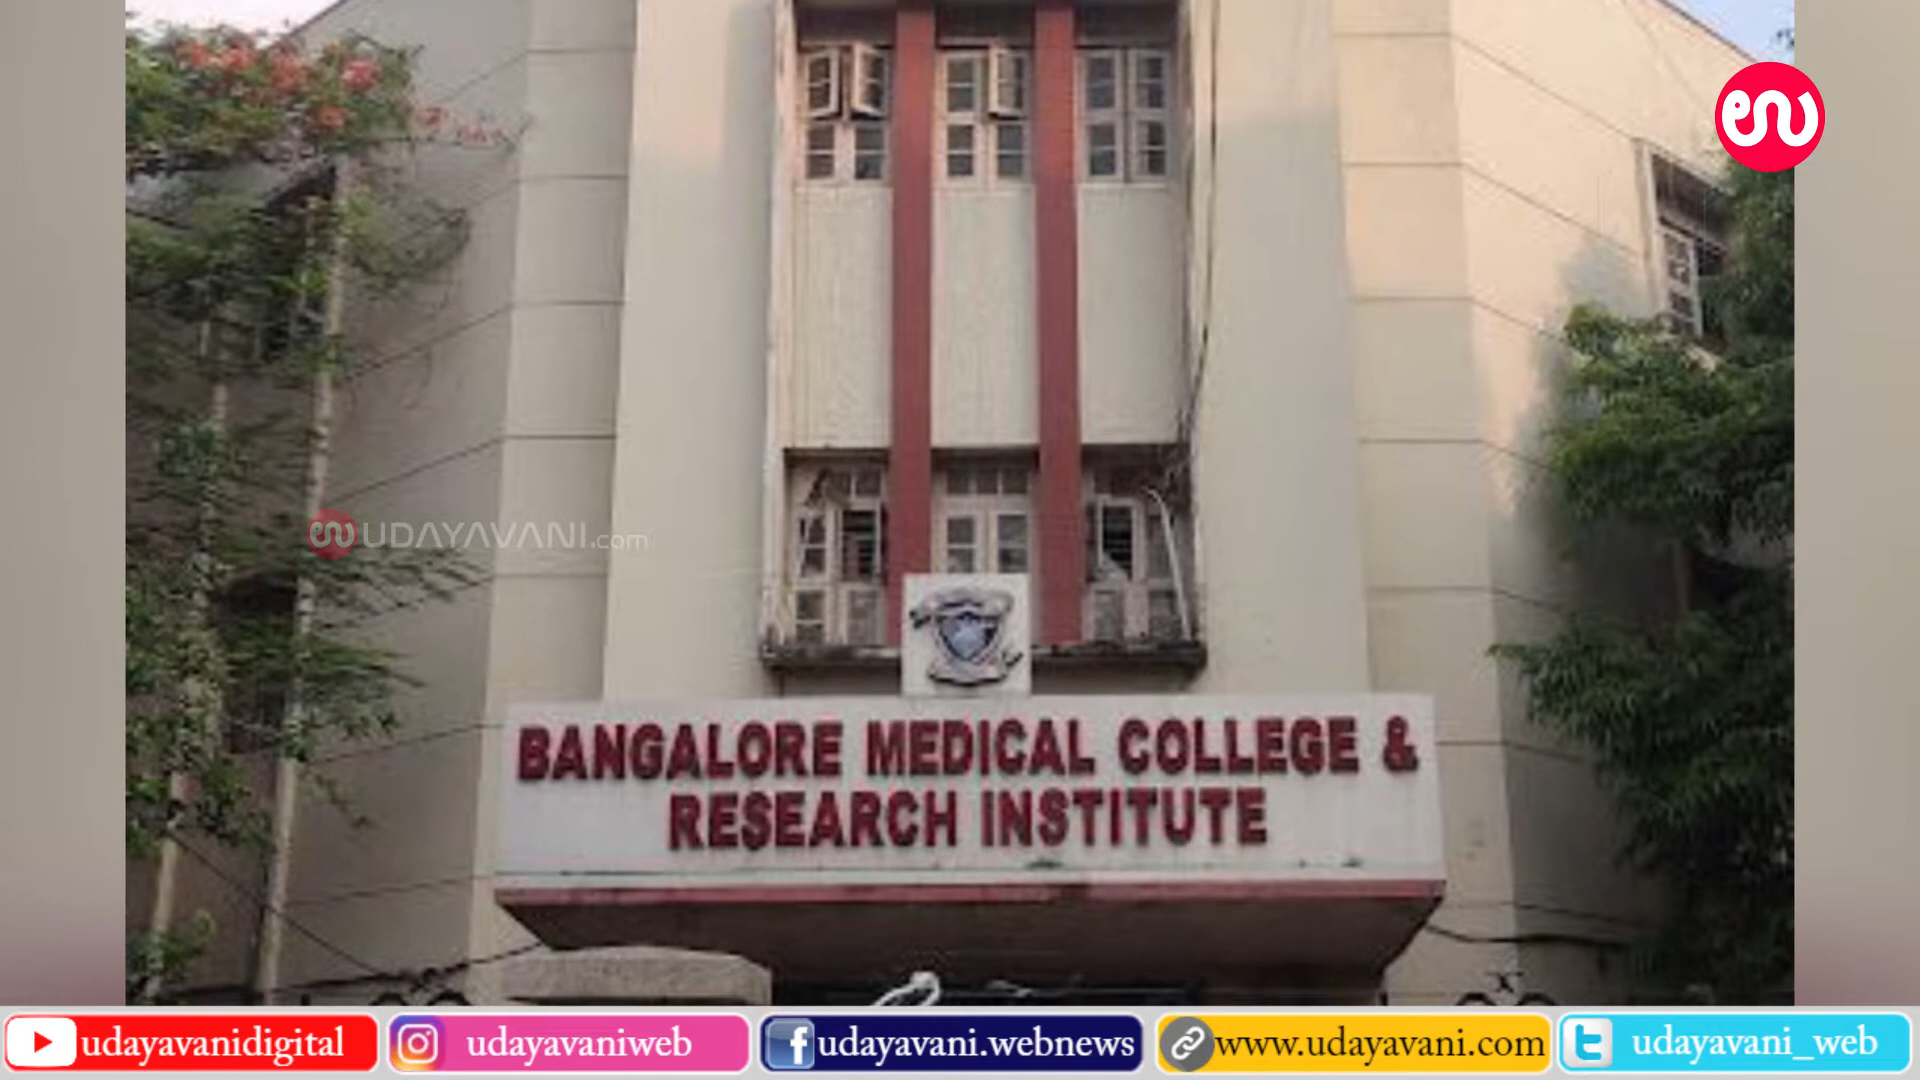 ಉ
UDAYAVANI.com
BANGALORE MEDICAL COLLEGE &
RESEARCH INSTITUTE
udayavanidigital
udayavaniweb
udayavani.webnews
www.udayavani.com
udayavani_web